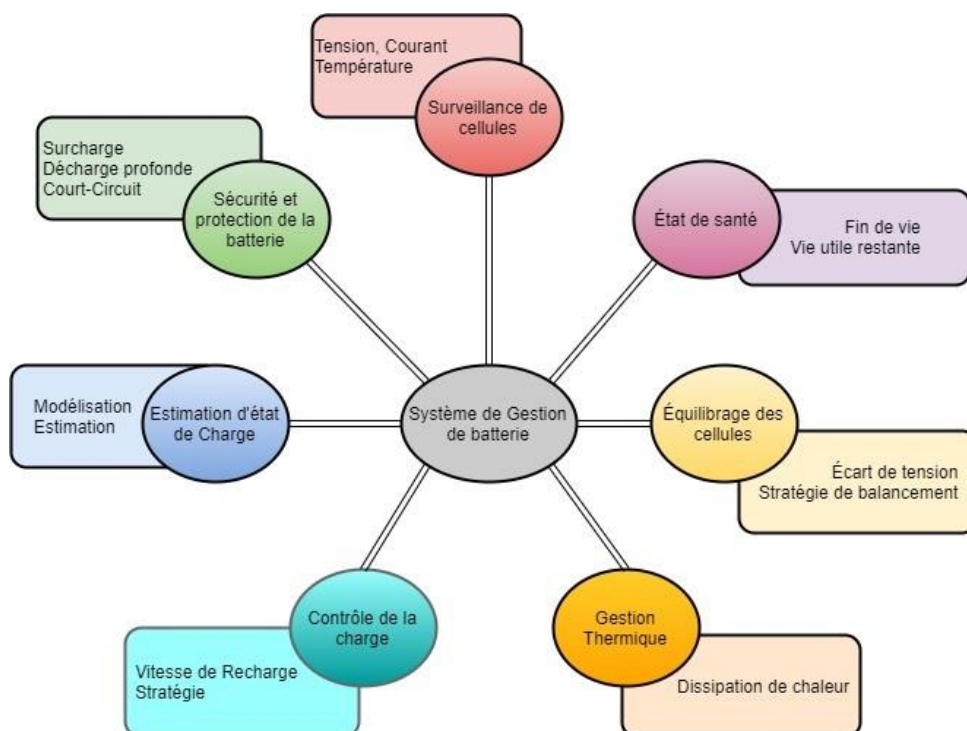 Tension, Courant
Température
Surveillance de
cellules
Surcharge
Décharge profonde
Court-Circuit
Sécurité et
protection de la
batterie
État de santé
Fin de vie
Vie utile restante
Modélisation
Estimation
Estimation d'état
de Charge
Système de Gestion
de batterie
Équilibrage des
cellules
Écart de tension
Stratégie de balancement
Contrôle de la
charge
Vitesse de Recharge
Stratégie
Gestion
Thermique
Dissipation de chaleur